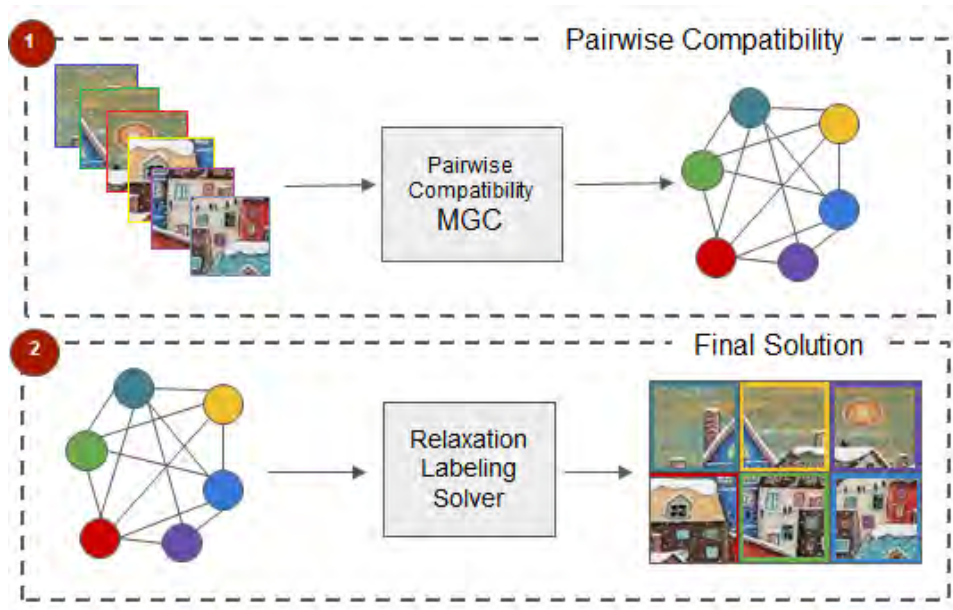 1
Pairwise Compatibility
Pairwise
Compatibility
MGC
2
Final Solution
Relaxation
Labeling
Solver